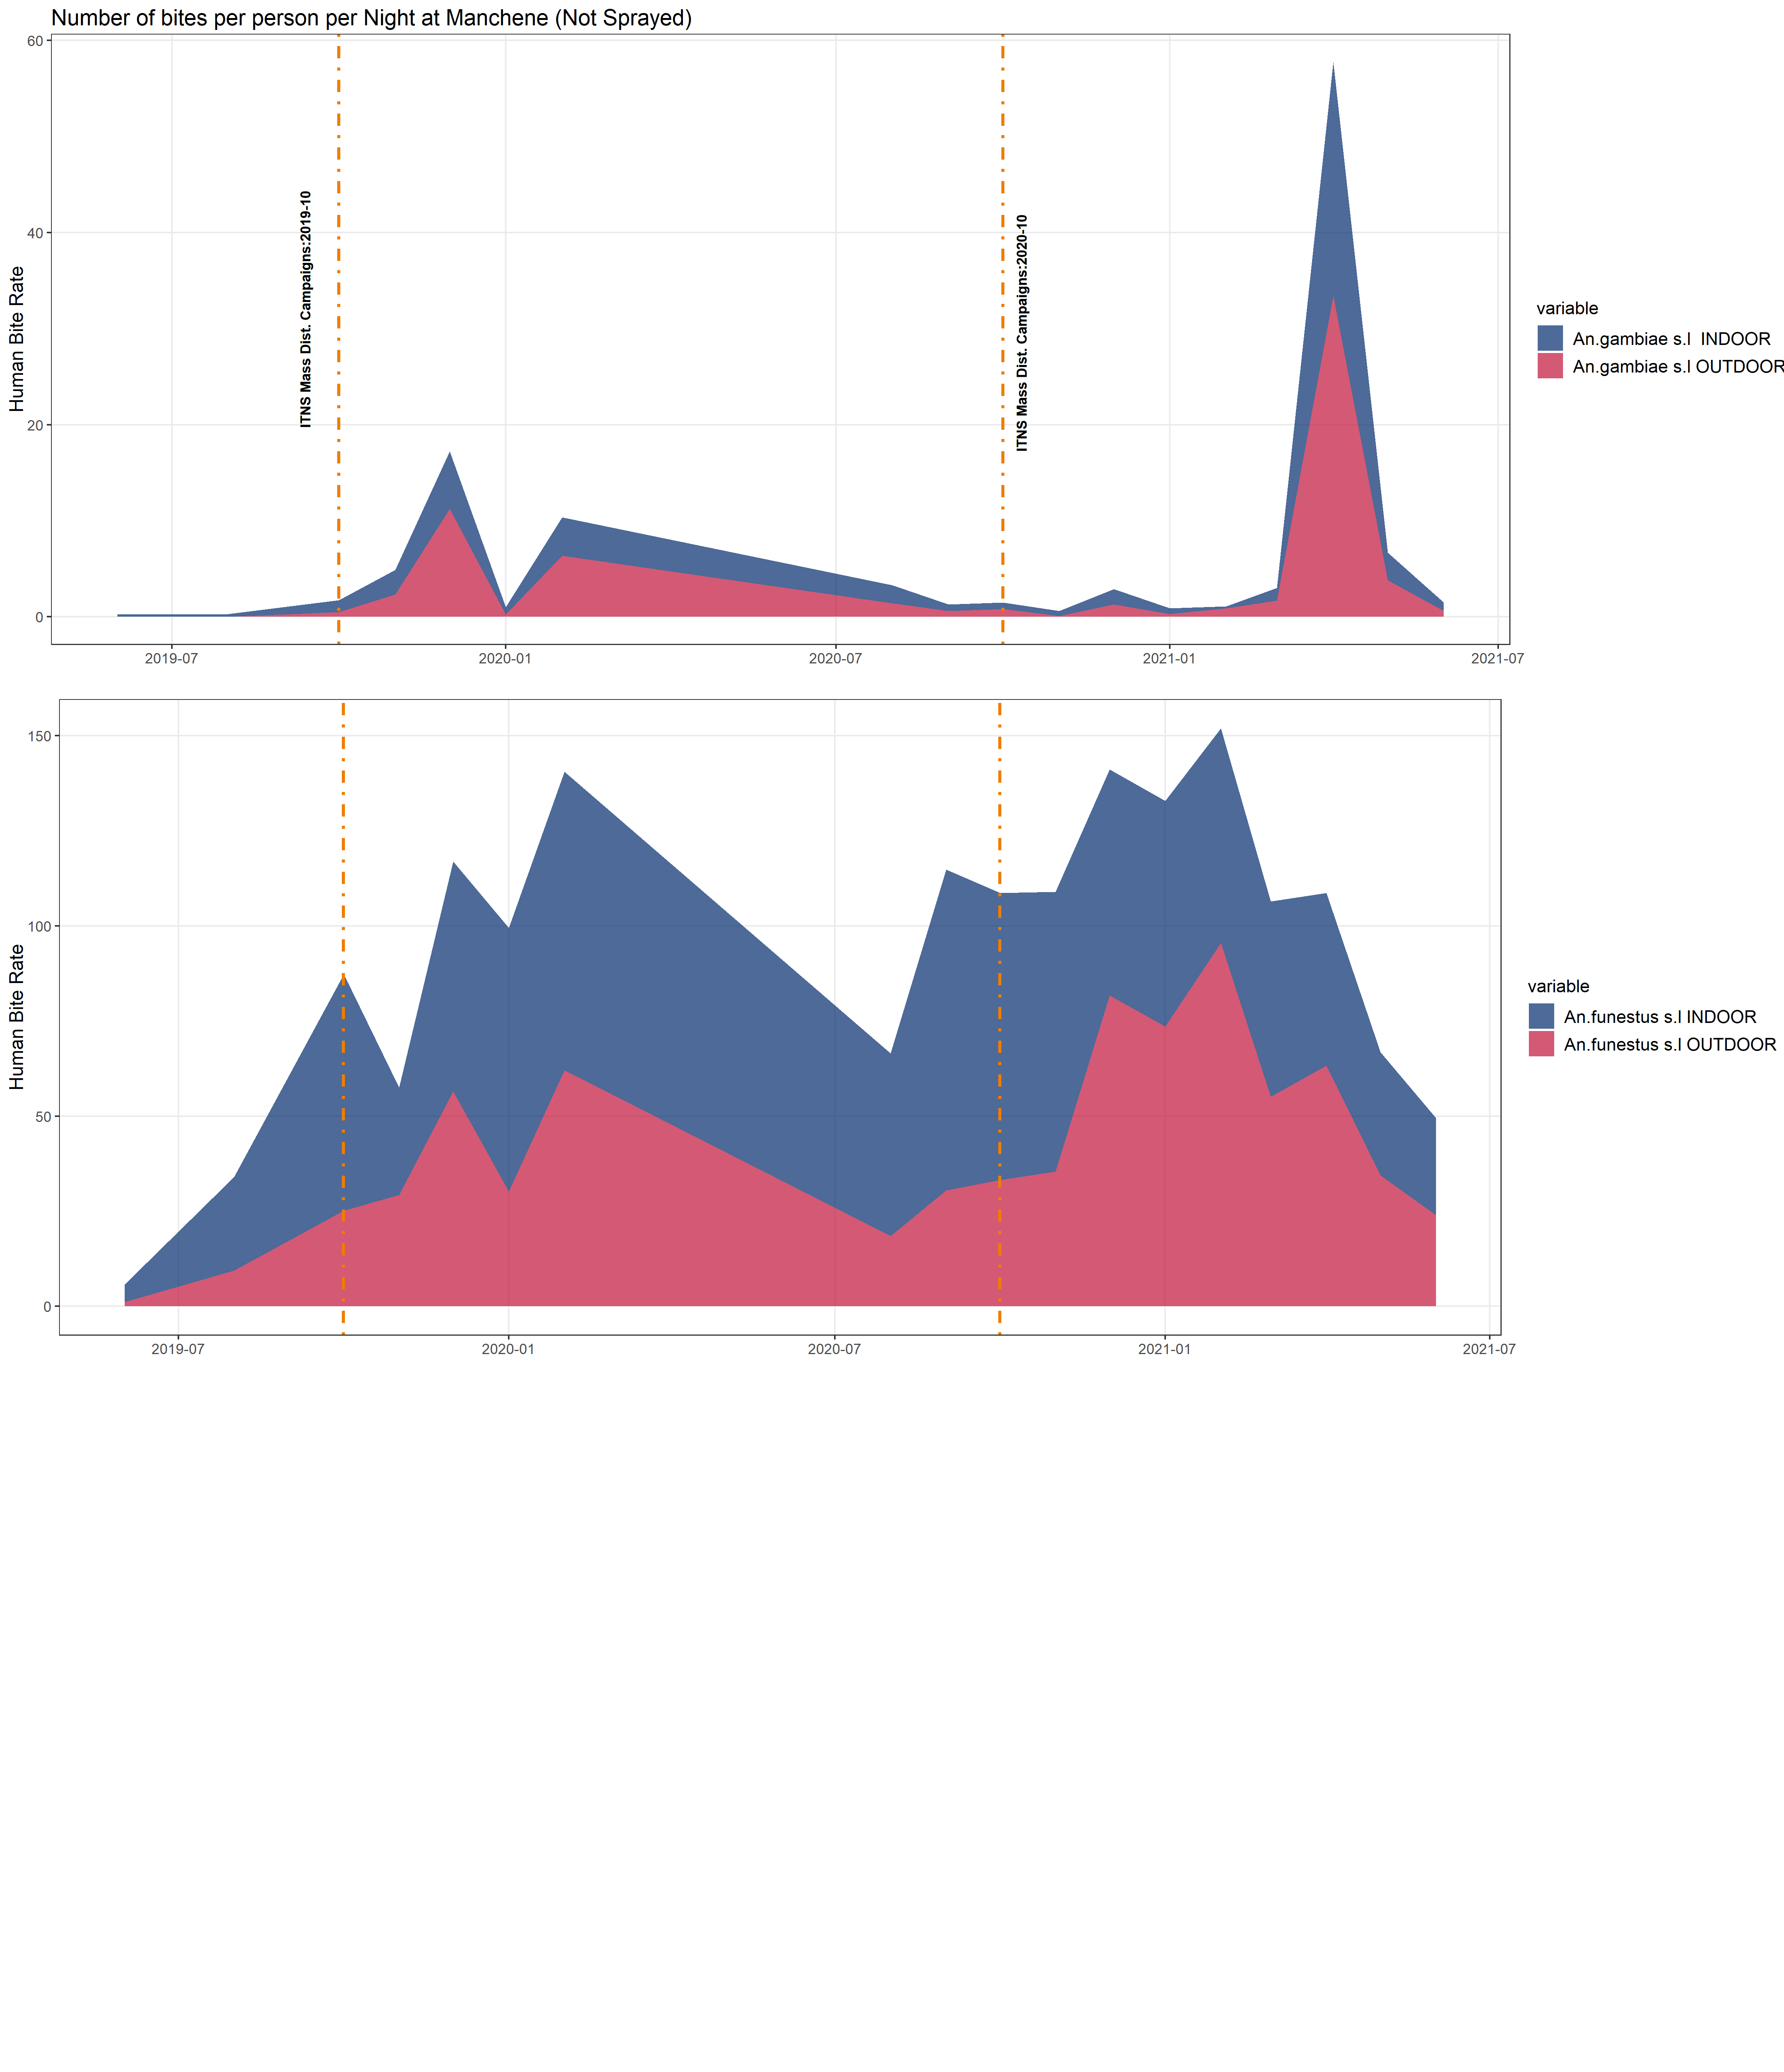 Number of bites per person per Night at Manchene (Not Sprayed)
Human Bite Rate
60
40
20
0
ITNS Mass Dist. Campaigns:2019-10
ITNS Mass Dist. Campaigns:2020-10
2019-07
2020-01
2020-07
2021-01
2021-07
variable
An.gambiae s.l  INDOOR
An.gambiae s.l OUTDOOR
Human Bite Rate
150
100
50
0
2019-07
2020-01
2020-07
2021-01
2021-07
variable
An.funestus s.l INDOOR
An.funestus s.l OUTDOOR